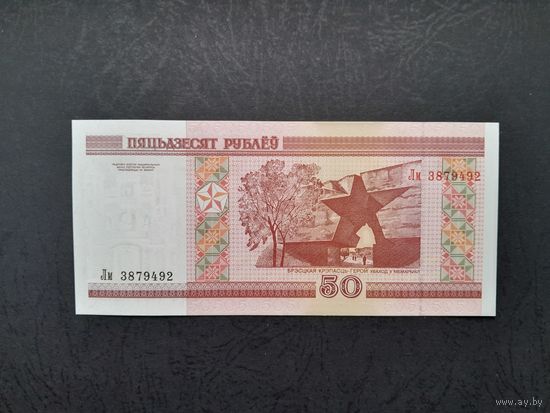 ПЯЦЬДЗЕСЯТ РУБЛЁЎ
Лм 3879492
Лм 3879492
БРЭСЦКАЯ КРЭПАСЦЬ-ГЕРОЙ УВАХОД У МЕМАРЫЯЛ
50
www.ay.by